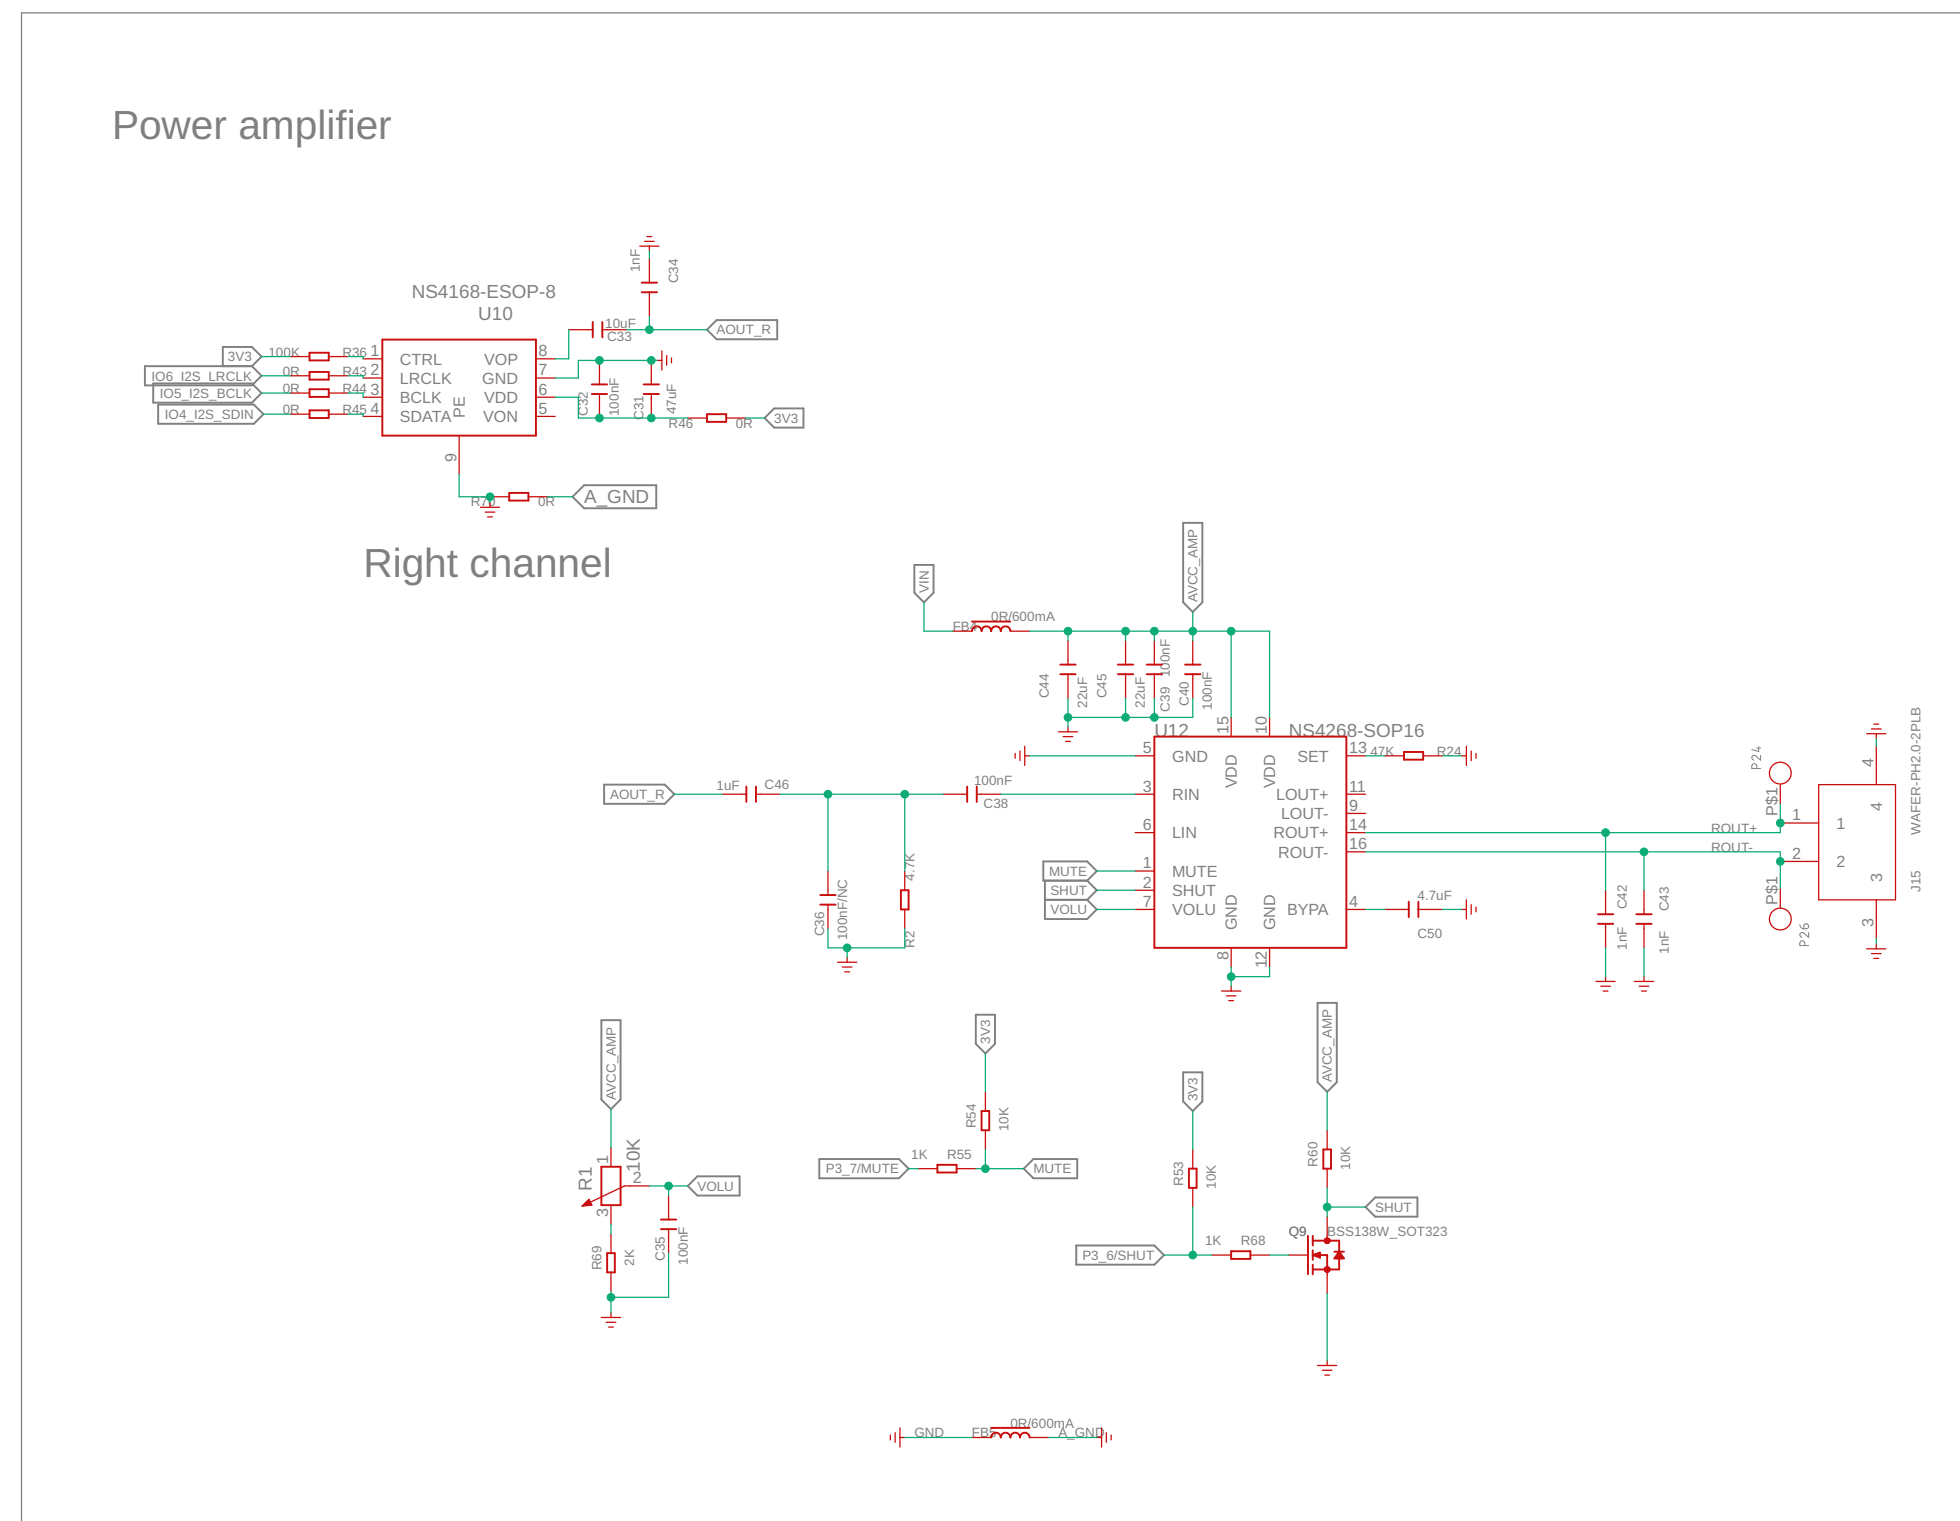 Power amplifier
NS4168-ESOP-8
U10
1nF
C34
10uF
C33
AOUT_R
3V3
100K
R36
1
CTRL
VOP
8
IO6_I2S_LRCLK
0R
R43
2
LRCLK
GND
7
IO5_I2S_BCLK
0R
R44
3
BCLK
VDD
6
IO4_I2S_SDIN
0R
R45
4
SDATA
PE
VON
5
C32
100nF
C31
47uF
R46
0R
3V3
9
R70
0R
A_GND
Right channel
VIN
FB4
0R/600mA
AVCC_AMP
C44
22uF
C45
22uF
C39
100nF
C40
100nF
U12
15
10
NS4268-SOP16
5
GND
VDD
VDD
SET
13
47K
R24
AOUT_R
1uF
C46
100nF
C38
3
RIN
LOUT+
11
LOUT-
9
6
LIN
ROUT+
14
ROUT-
16
MUTE
1
MUTE
SHUT
2
SHUT
VOLU
7
VOLU
GND
GND
BYPA
4
4.7uF
C50
8
12
C36
100nF/NC
4.7K
R2
ROUT+
ROUT-
C42
1nF
C43
1nF
P24
P$1
P$1
P26
1
1
2
2
4
4
3
3
WAFER-PH2.0-2PLB
J15
AVCC_AMP
R1
10K
1
2
3
VOLU
R69
2K
C35
100nF
3V3
R54
10K
P3_7/MUTE
1K
R55
MUTE
3V3
R53
10K
P3_6/SHUT
1K
R68
AVCC_AMP
R60
10K
SHUT
Q9
BSS138W_SOT323
GND
FB5
0R/600mA
A_GND